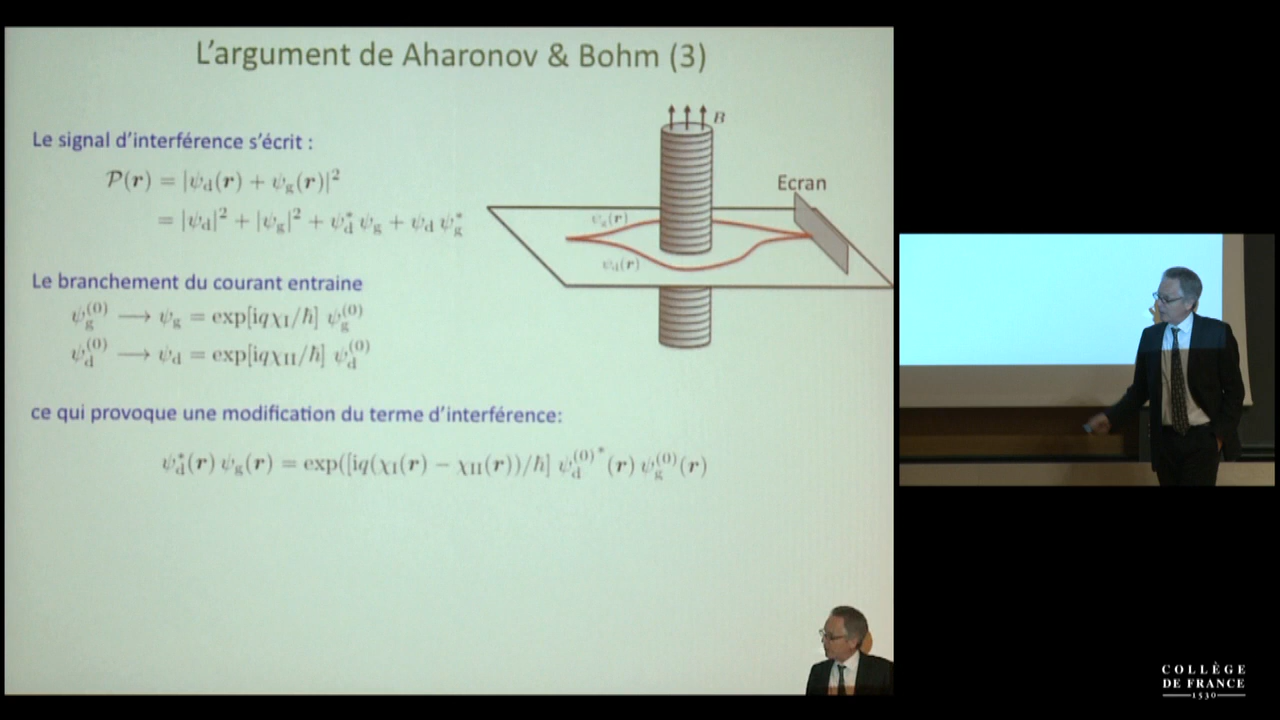 L'argument de Aharonov & Bohm (3)
Le signal d'interférence s'écrit :
𝒫(r) = |ψd(r) + ψg(r)|²
= |ψd|² + |ψg|² + ψd* ψg + ψd ψg*
B
Ecran
ψg(r)
ψd(r)
Le branchement du courant entraine
ψg⁽⁰⁾ ⟶ ψg = exp[iqχI/ħ] ψg⁽⁰⁾
ψd⁽⁰⁾ ⟶ ψd = exp[iqχII/ħ] ψd⁽⁰⁾
ce qui provoque une modification du terme d'interférence:
ψd*(r) ψg(r) = exp([iq(χI(r) − χII(r))/ħ] ψd⁽⁰⁾*(r) ψg⁽⁰⁾(r)
COLLÈGE
DE FRANCE
1530